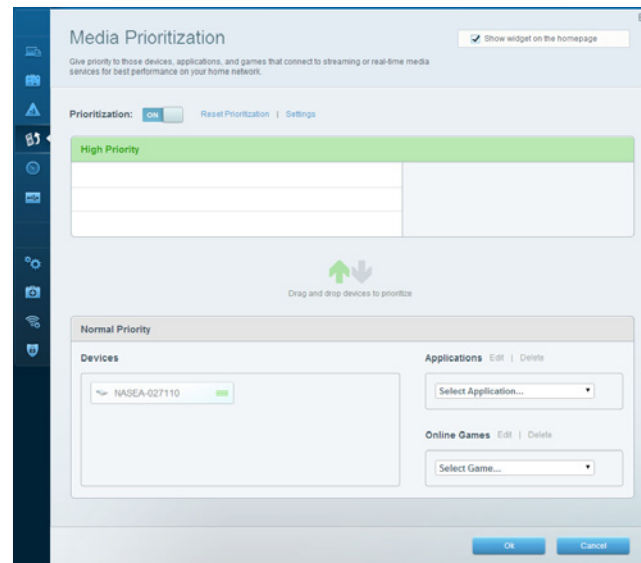 Media Prioritization
Show widget on the homepage
Give priority to those devices, applications, and games that connect to streaming or real-time media
services for best performance on your home network.
Prioritization: ON Reset Prioritization | Settings
High Priority
Drag and drop devices to prioritize
Normal Priority
Devices
NASEA-027110
Applications Edit | Delete
Select Application...
Online Games Edit | Delete
Select Game...
Ok Cancel